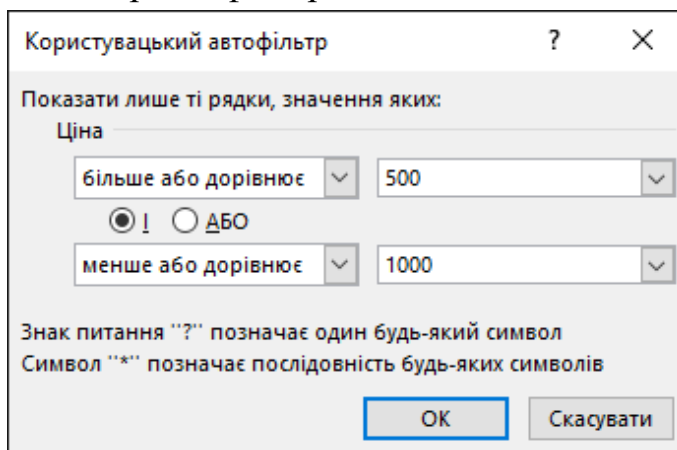 Користувацький автофільтр ? ×
Показати лише ті рядки, значення яких:
Ціна
більше або дорівнює 500
І АБО
менше або дорівнює 1000
Знак питання "?" позначає один будь-який символ
Символ "*" позначає послідовність будь-яких символів
ОК Скасувати